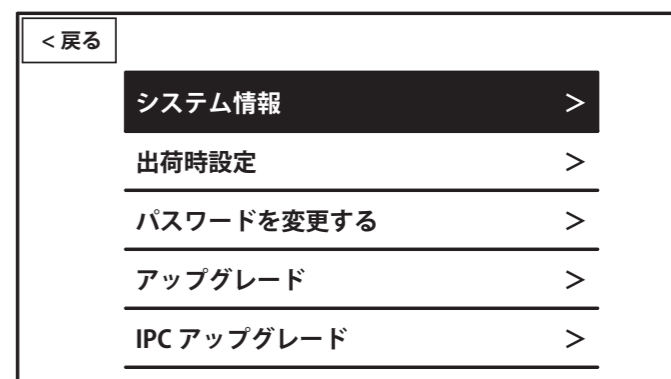 < 戻る
システム情報 >
出荷時設定 >
パスワードを変更する >
アップグレード >
IPC アップグレード >